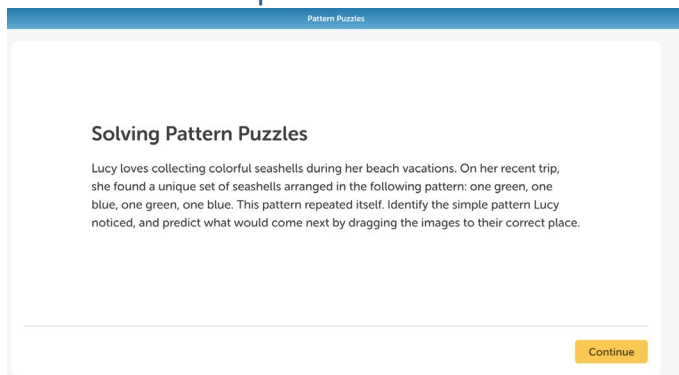 Pattern Puzzles
Solving Pattern Puzzles
Lucy loves collecting colorful seashells during her beach vacations. On her recent trip,
she found a unique set of seashells arranged in the following pattern: one green, one
blue, one green, one blue. This pattern repeated itself. Identify the simple pattern Lucy
noticed, and predict what would come next by dragging the images to their correct place.
Continue